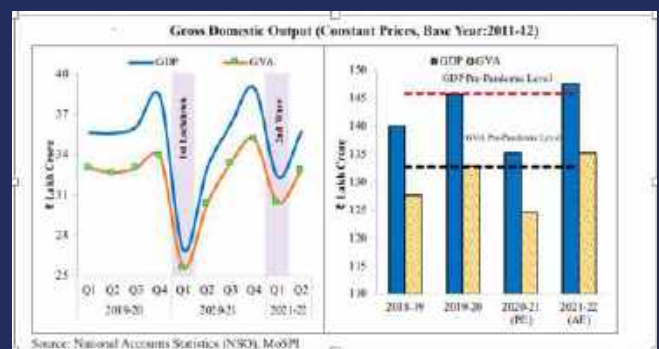 Gross Domestic Output (Constant Prices, Base Year:2011-12)
GDP GVA
₹ Lakh Crore
40
37
34
31
28
25
1st Lockdown
2nd Wave
Q1 Q2 Q3 Q4 Q1 Q2 Q3 Q4 Q1 Q2
2019-20 2020-21 2021-22
GDP GVA
GDP Pre-Pandemic Level
GVA Pre-Pandemic Level
₹ Lakh Crore
150
145
140
135
130
125
120
115
110
2018-19 2019-20 2020-21 2021-22
(PE) (AE)
Source: National Accounts Statistics (NSO), MoSPI